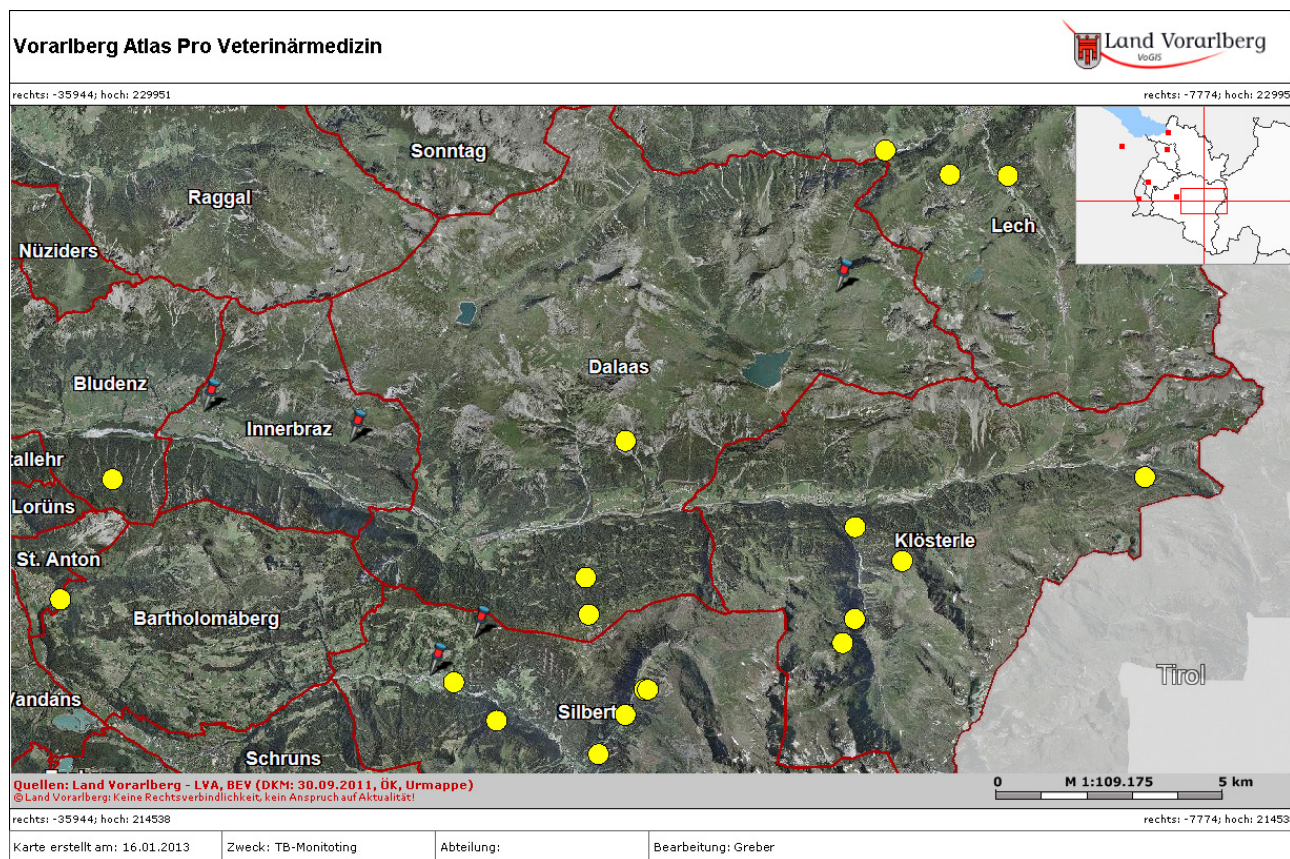 Vorarlberg Atlas Pro Veterinärmedizin
Land Vorarlberg
VoGIS
rechts: -35944; hoch: 229951
rechts: -7774; hoch: 22995
Sonntag
Raggal
Lech
Nüziders
Dalaas
Bludenz
Innerbraz
tallehr
Lorüns
Klösterle
St. Anton
Bartholomäberg
Tirol
Vandans
Silbert
Schruns
Quellen: Land Vorarlberg - LVA, BEV (DKM: 30.09.2011, ÖK, Urmappe)
©Land Vorarlberg: Keine Rechtsverbindlichkeit, kein Anspruch auf Aktualität!
0 M 1:109.175 5 km
rechts: -35944; hoch: 214538
rechts: -7774; hoch: 21453
Karte erstellt am: 16.01.2013
Zweck: TB-Monitoting
Abteilung:
Bearbeitung: Greber